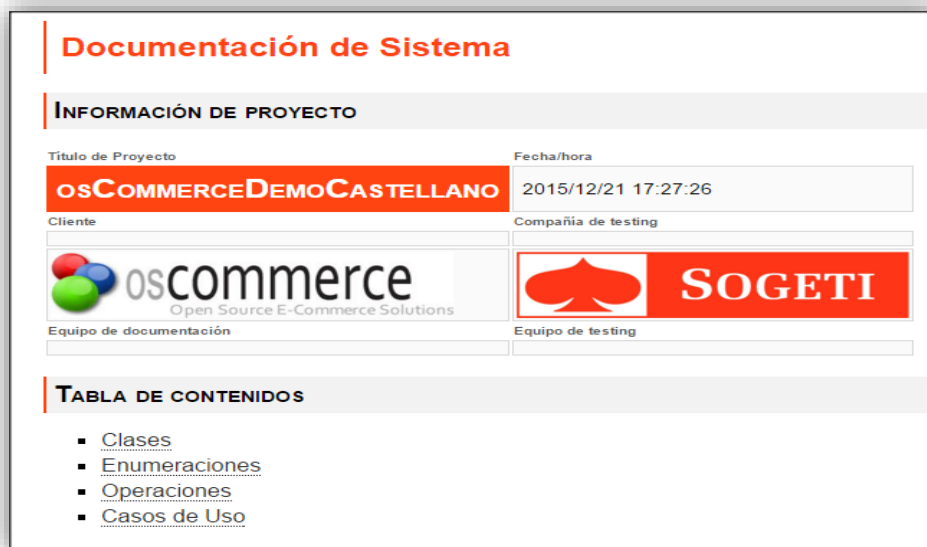 Documentación de Sistema
INFORMACIÓN DE PROYECTO
Título de Proyecto
Fecha/hora
OSCOMMERCEDEMOCASTELLANO
2015/12/21 17:27:26
Cliente
Compañía de testing
oscommerce
Open Source E-Commerce Solutions
SOGETI
Equipo de documentación
Equipo de testing
TABLA DE CONTENIDOS
Clases
Enumeraciones
Operaciones
Casos de Uso